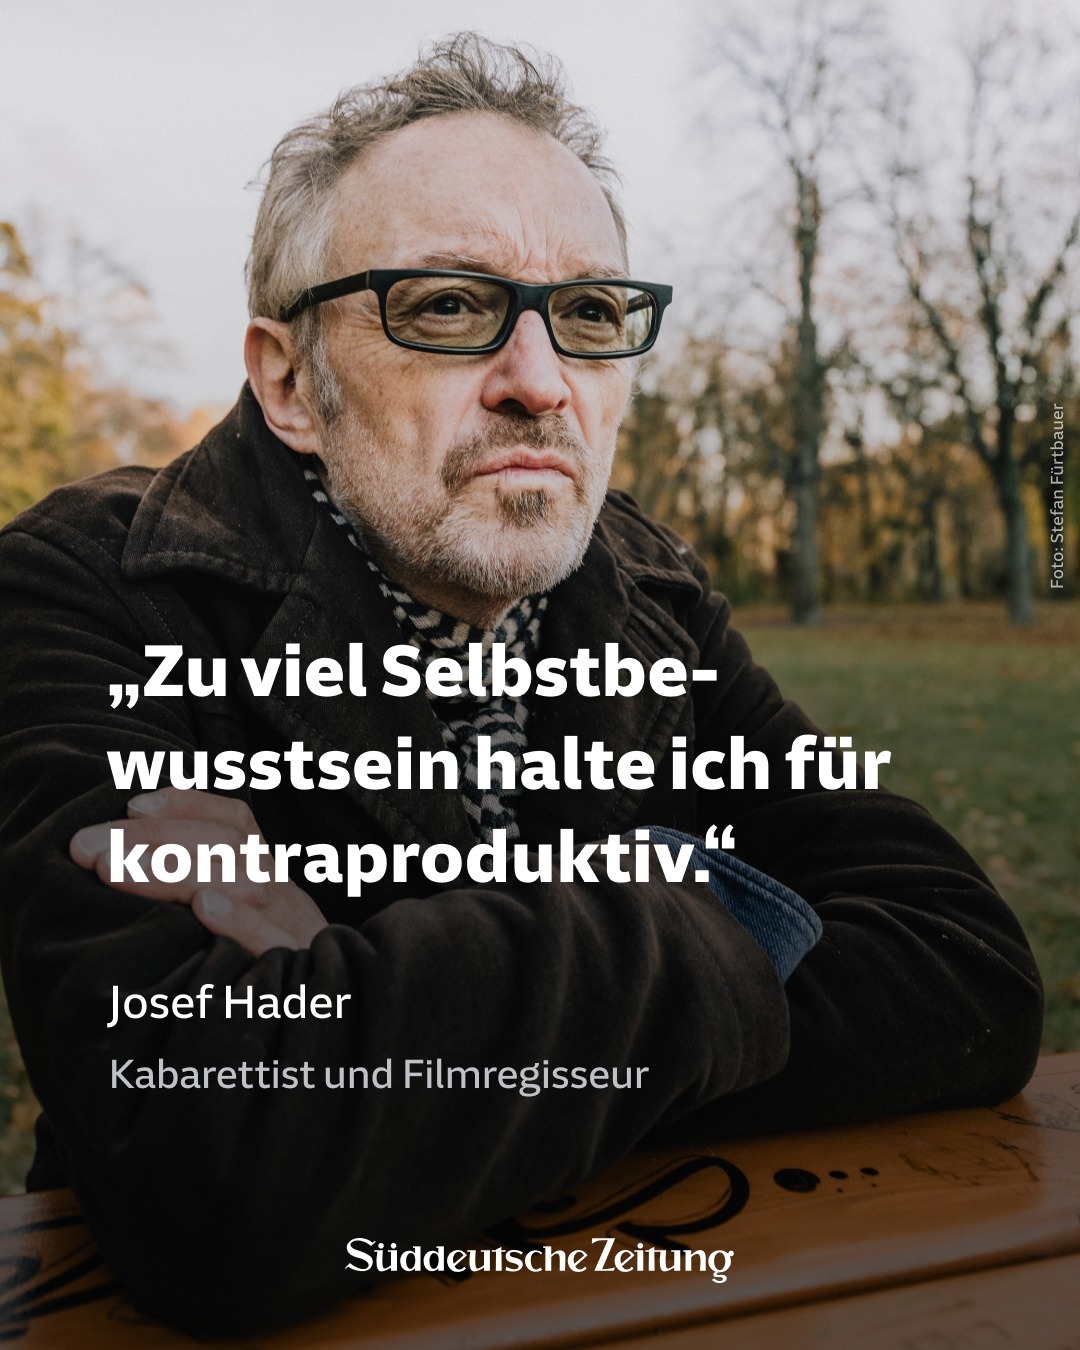 Foto: Stefan Fürtbauer
„Zu viel Selbstbe-
wusstsein halte ich für
kontraproduktiv.“
Josef Hader
Kabarettist und Filmregisseur
Süddeutsche Zeitung